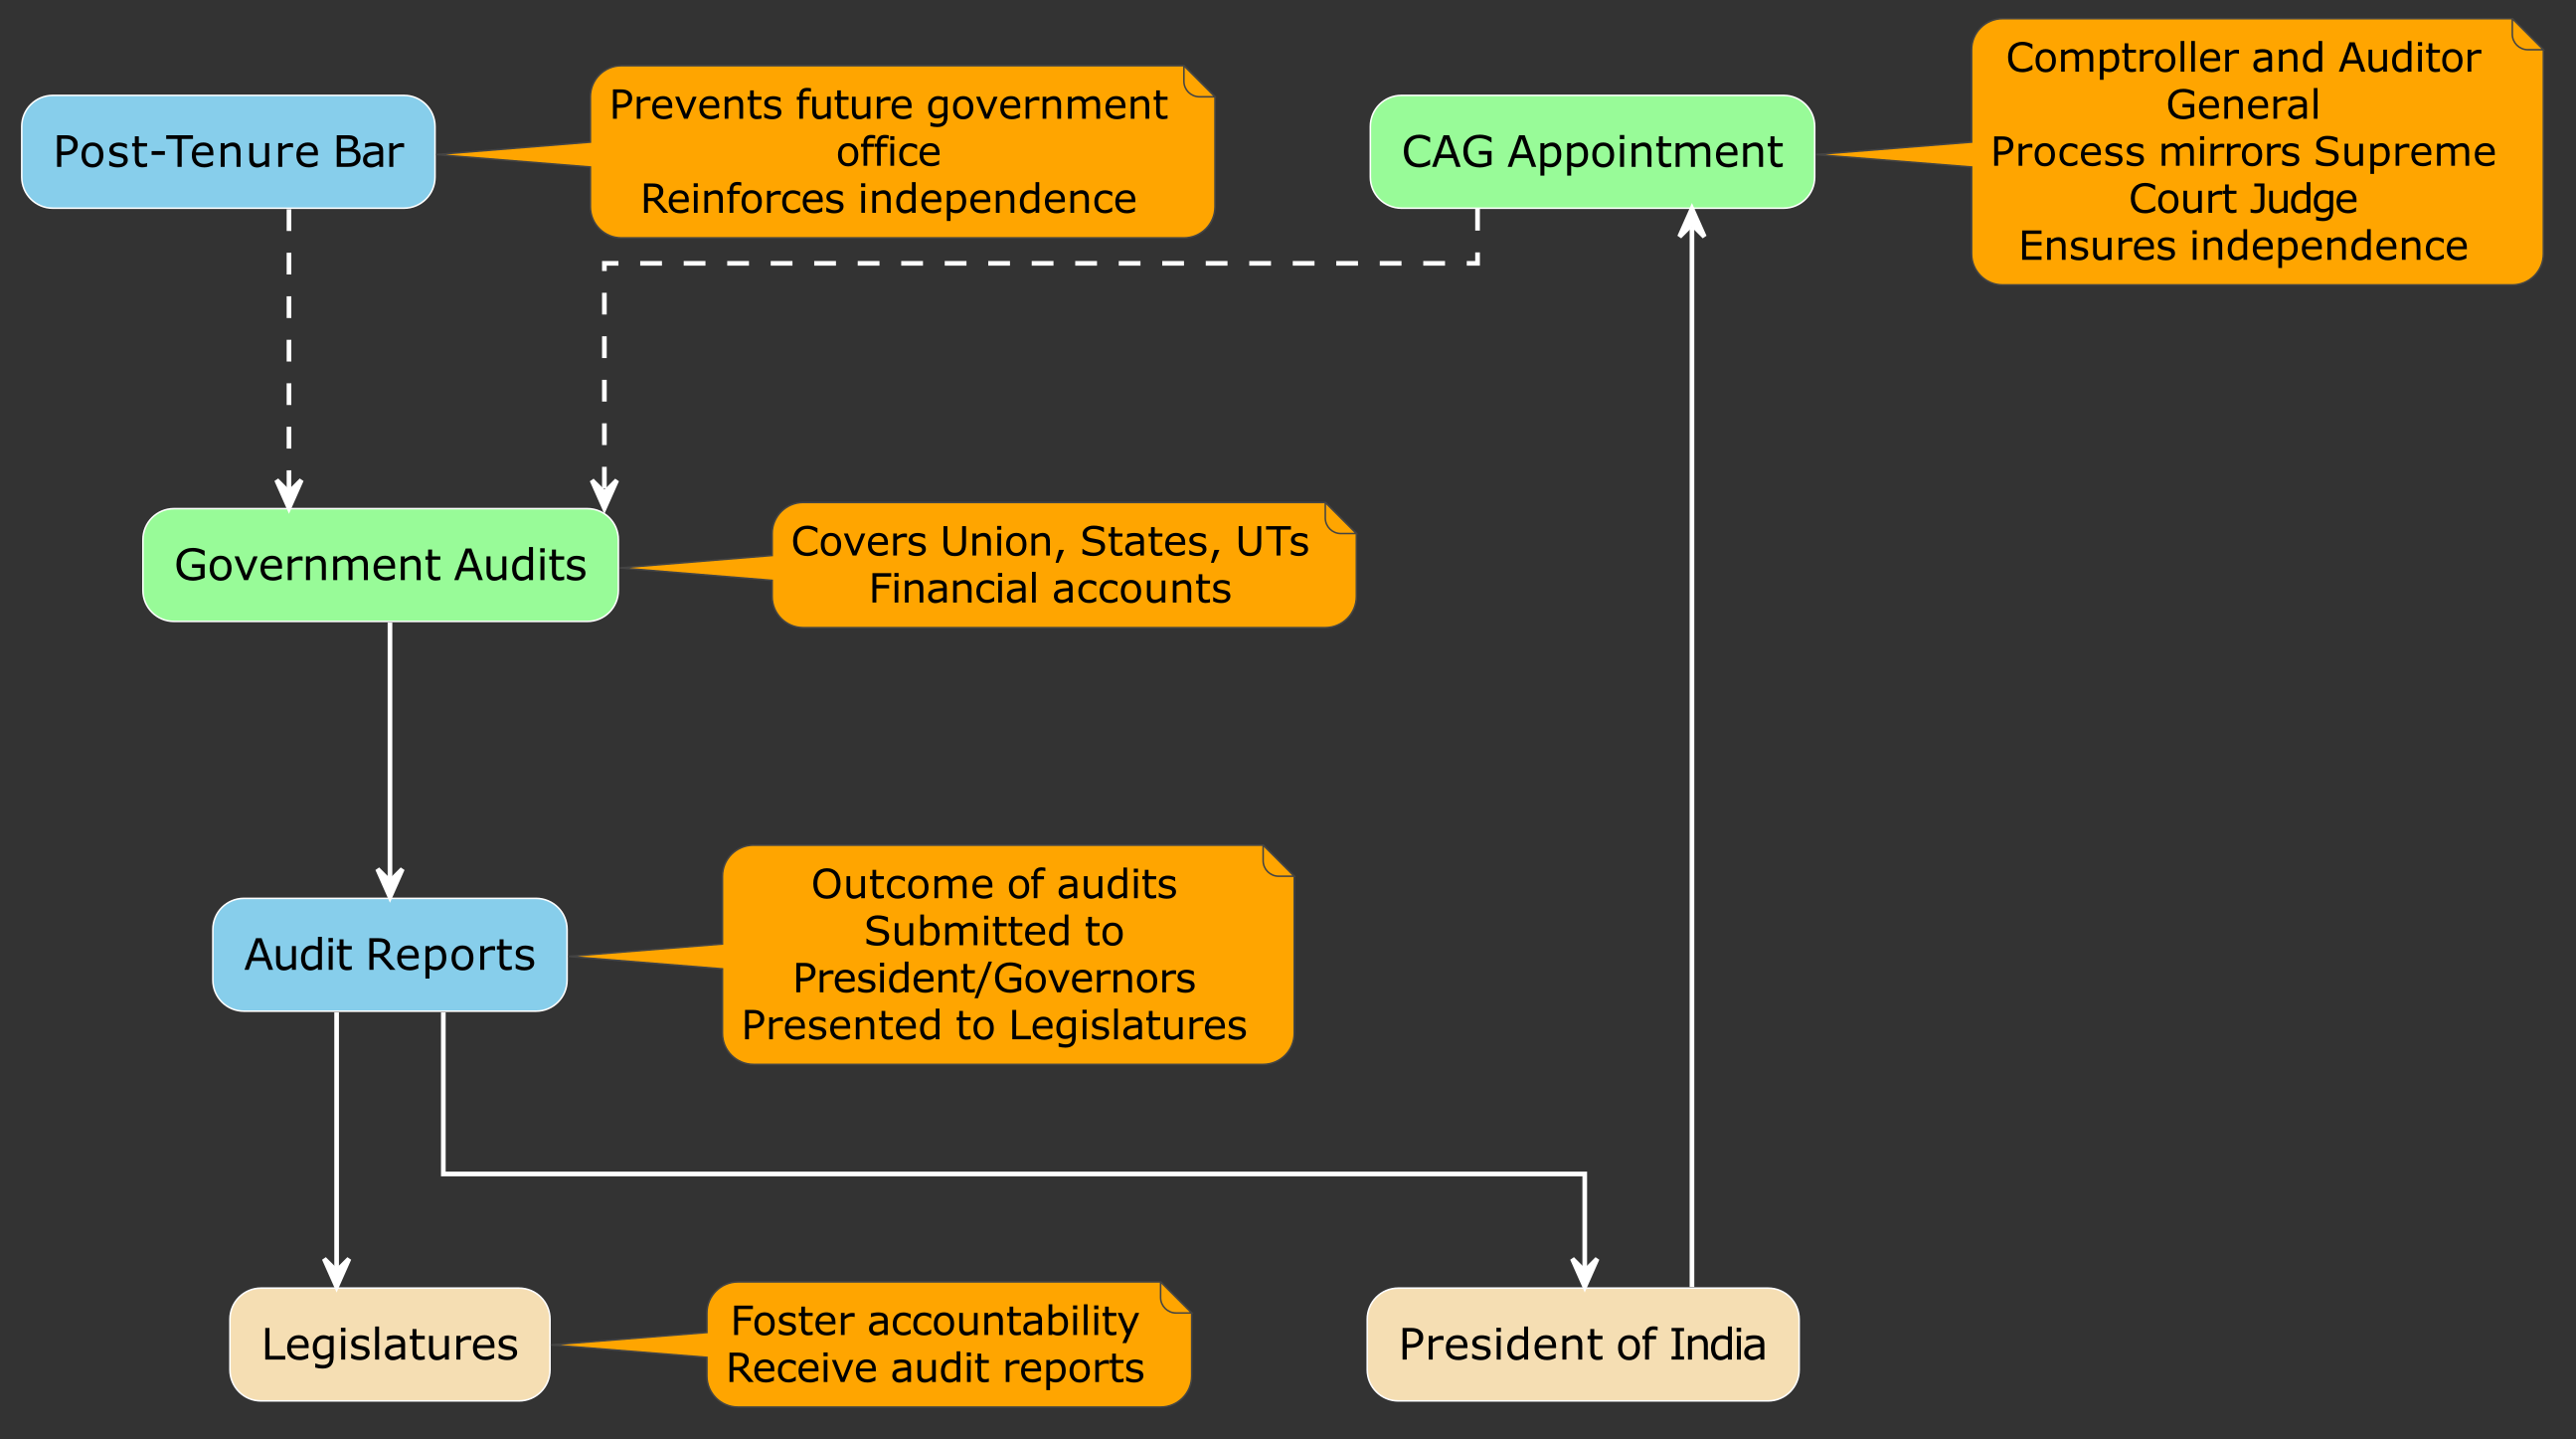 Post-Tenure Bar
Prevents future government
office
Reinforces independence
CAG Appointment
Comptroller and Auditor
General
Process mirrors Supreme
Court Judge
Ensures independence
Government Audits
Covers Union, States, UTs
Financial accounts
Audit Reports
Outcome of audits
Submitted to
President/Governors
Presented to Legislatures
Legislatures
Foster accountability
Receive audit reports
President of India